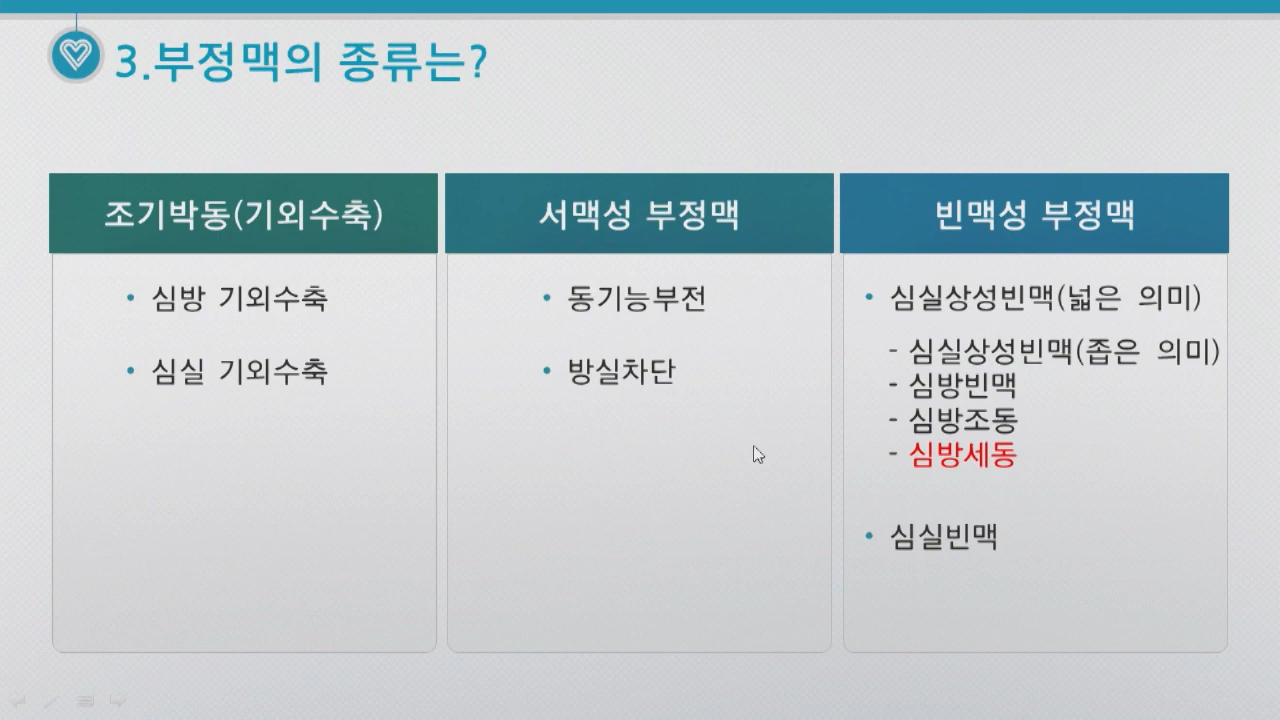 3.부정맥의 종류는?
조기박동(기외수축)
• 심방 기외수축
• 심실 기외수축
서맥성 부정맥
• 동기능부전
• 방실차단
빈맥성 부정맥
• 심실상성빈맥(넓은 의미)
- 심실상성빈맥(좁은 의미)
- 심방빈맥
- 심방조동
- 심방세동
• 심실빈맥